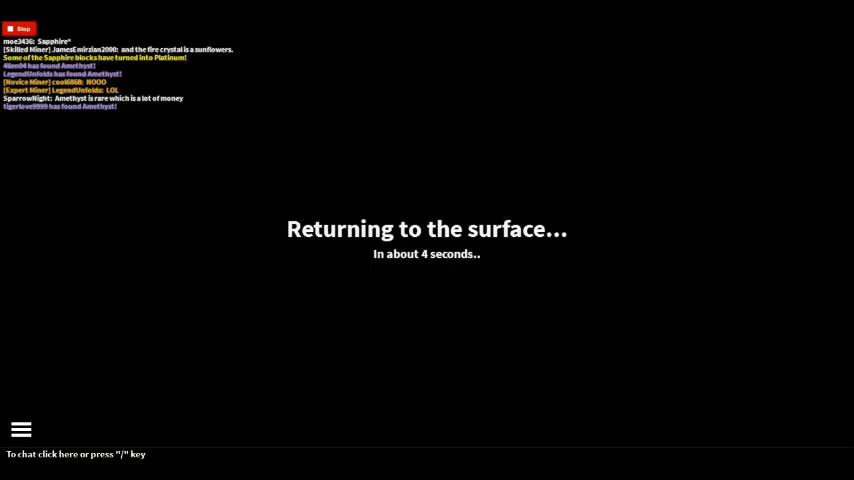 Stop
moe3436: Sapphire*
[Skilled Miner] JamesEmirzian2000: and the fire crystal is a sunflowers.
Some of the Sapphire blocks have turned into Platinum!
4llen04 has found Amethyst!
LegendUnfolds has found Amethyst!
[Novice Miner] cool6868: NOOO
[Expert Miner] LegendUnfolds: LOL
SparrowNight: Amethyst is rare which is a lot of money
tigerlove9999 has found Amethyst!
Returning to the surface...
In about 4 seconds..
To chat click here or press "/" key